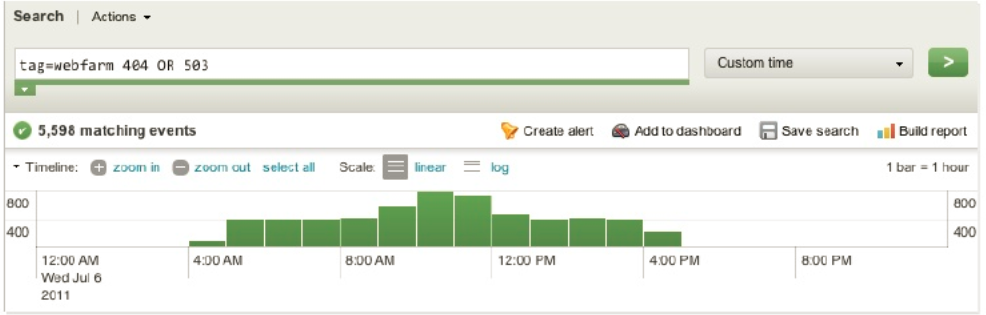 Search | Actions
tag=webfarm 404 OR 503
Custom time
>
5,598 matching events
Create alert
Add to dashboard
Save search
Build report
Timeline: + zoom in − zoom out select all Scale: linear log
1 bar = 1 hour
800
400
800
400
12:00 AM
Wed Jul 6
2011
4:00 AM
8:00 AM
12:00 PM
4:00 PM
8:00 PM